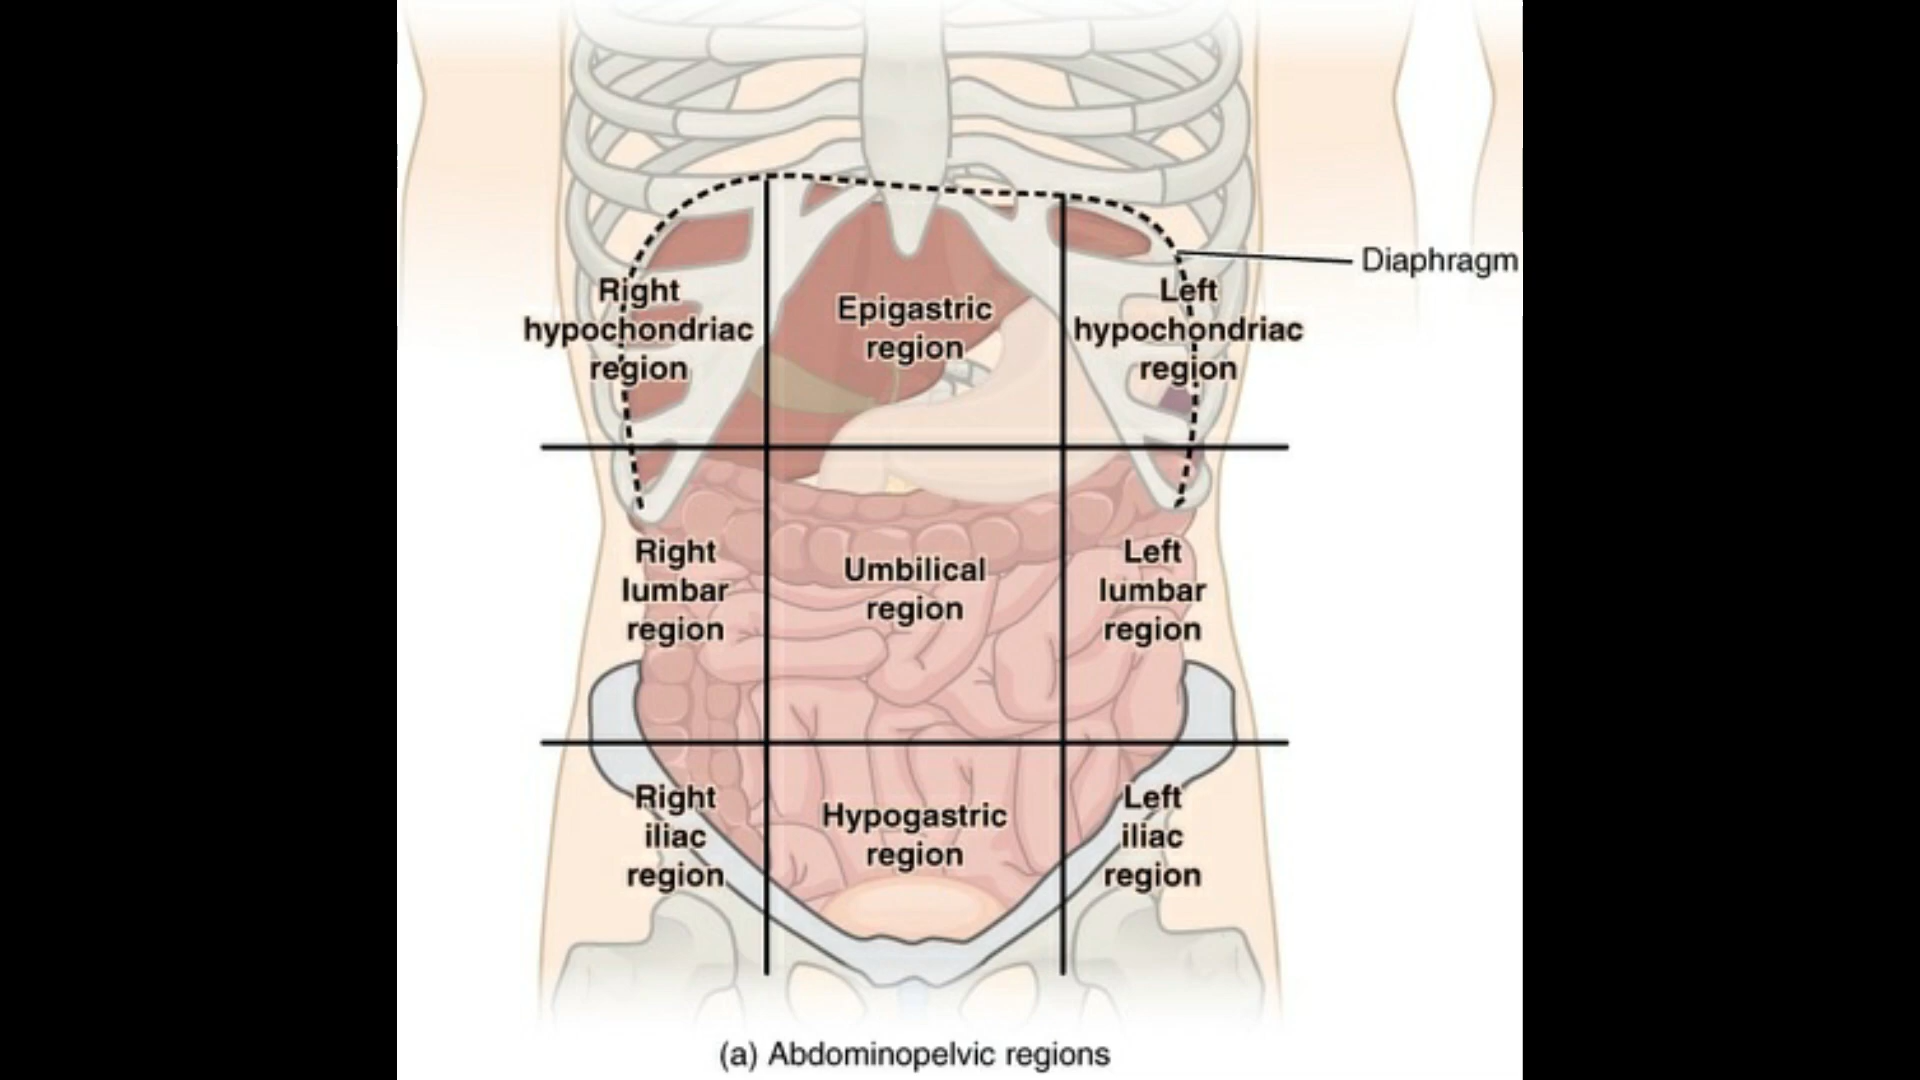 Diaphragm
Right
hypochondriac
region
Epigastric
region
Left
hypochondriac
region
Right
lumbar
region
Umbilical
region
Left
lumbar
region
Right
iliac
region
Hypogastric
region
Left
iliac
region
(a) Abdominopelvic regions